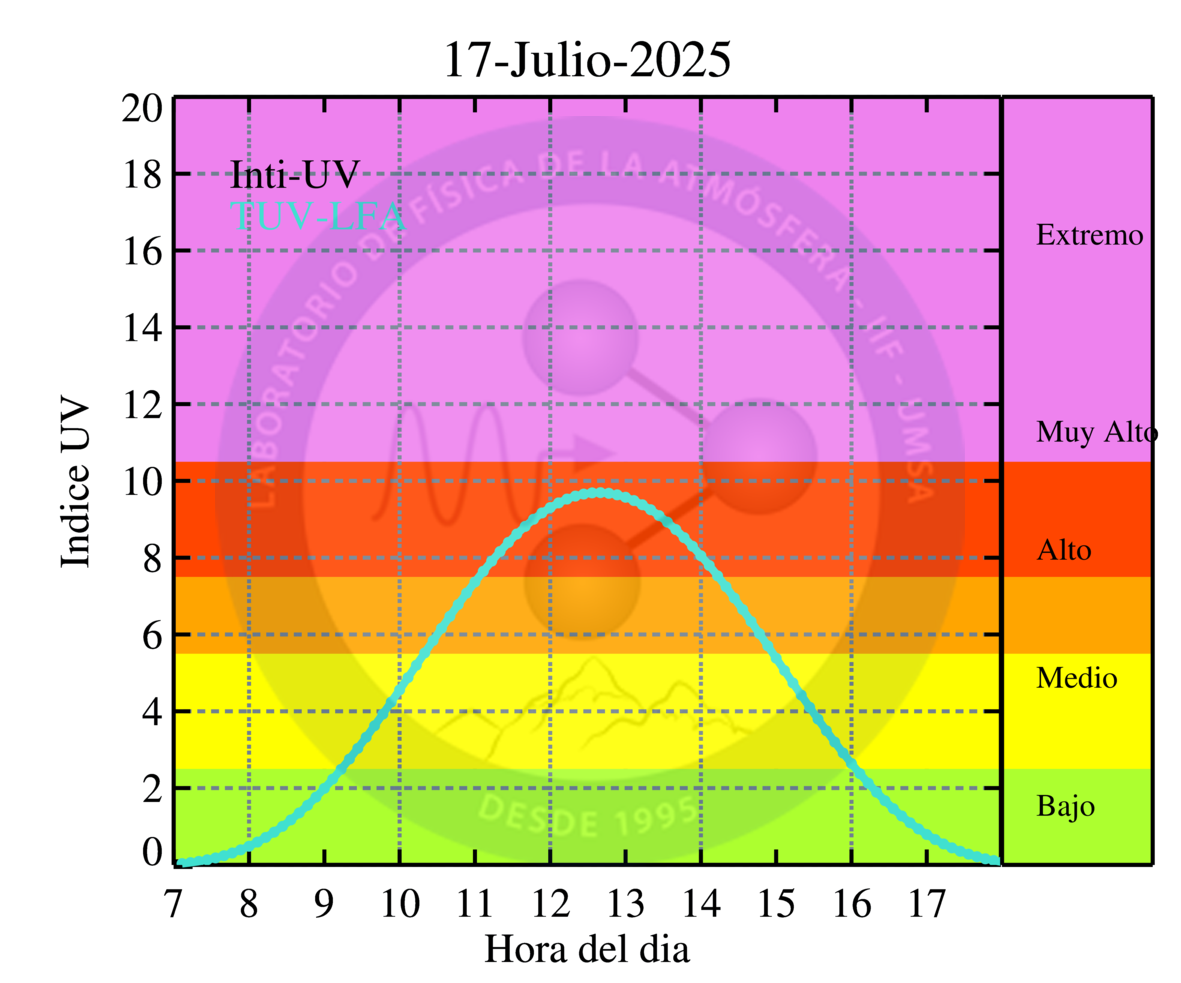 17-Julio-2025
Inti-UV
TUV-LFA
LABORATORIO DE FÍSICA DE LA ATMÓSFERA - IIF - UMSA
DESDE 1995
Indice UV
20
18
16
14
12
10
8
6
4
2
0
Extremo
Muy Alto
Alto
Medio
Bajo
7 8 9 10 11 12 13 14 15 16 17
Hora del dia